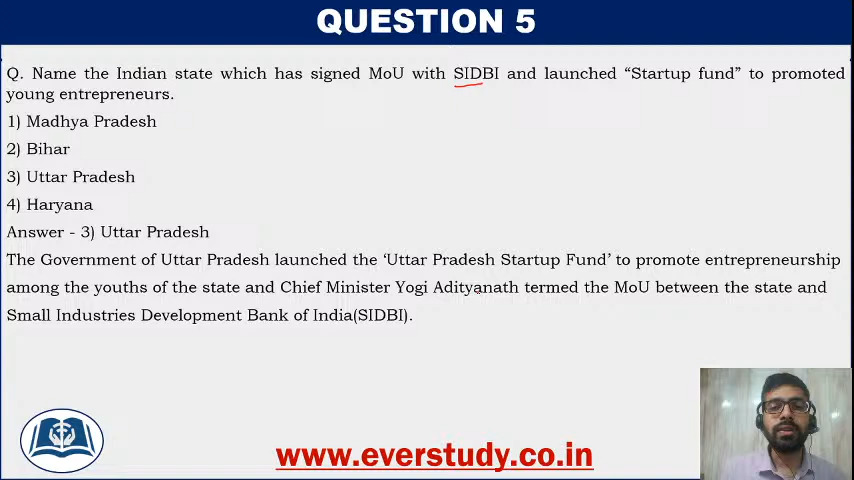 QUESTION 5
Q. Name the Indian state which has signed MoU with SIDBI and launched “Startup fund” to promoted
young entrepreneurs.
1) Madhya Pradesh
2) Bihar
3) Uttar Pradesh
4) Haryana
Answer - 3) Uttar Pradesh
The Government of Uttar Pradesh launched the ‘Uttar Pradesh Startup Fund’ to promote entrepreneurship
among the youths of the state and Chief Minister Yogi Adityanath termed the MoU between the state and
Small Industries Development Bank of India(SIDBI).
www.everstudy.co.in